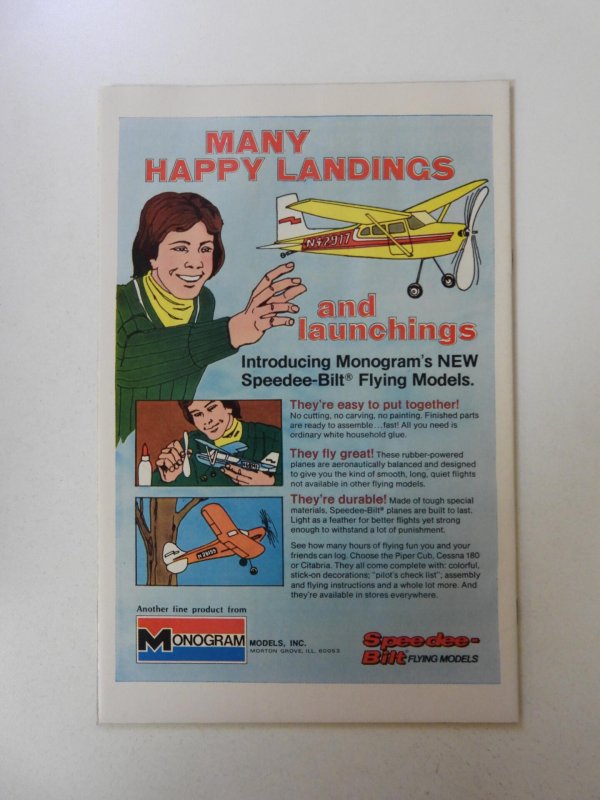 MANY
HAPPY LANDINGS
N42917
and
launchings
Introducing Monogram's NEW
Speedee-Bilt® Flying Models.
They're easy to put together!
No cutting, no carving, no painting. Finished parts
are ready to assemble...fast! All you need is
ordinary white household glue.
They fly great! These rubber-powered
planes are aeronautically balanced and designed
to give you the kind of smooth, long, quiet flights
not available in other flying models.
They're durable! Made of tough special
materials, Speedee-Bilt® planes are built to last.
Light as a feather for better flights yet strong
enough to withstand a lot of punishment.
See how many hours of flying fun you and your
friends can log. Choose the Piper Cub, Cessna 180
or Citabria. They all come complete with: colorful,
stick-on decorations; "pilot's check list"; assembly
and flying instructions and a whole lot more. And
they're available in stores everywhere.
Another fine product from
MONOGRAM MODELS, INC.
MORTON GROVE, ILL. 60053
Speedee-
Bilt® FLYING MODELS